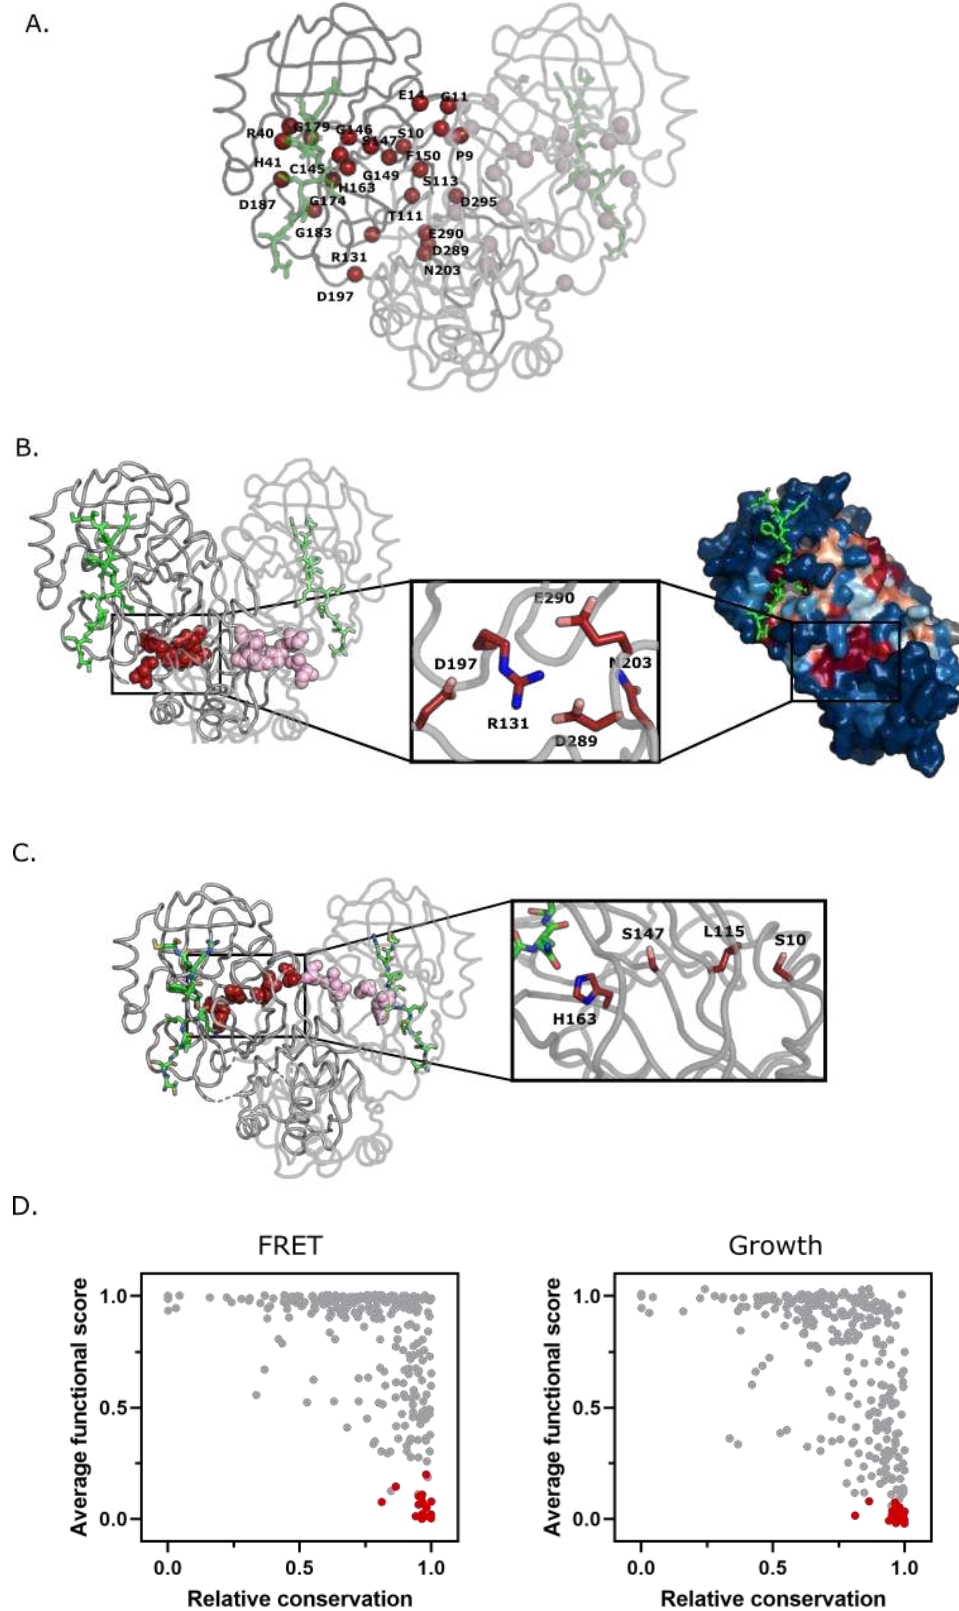 A.
E14 G11
R40 G179 G146 S147 S10
H41 C145 F150 P9
G149
H163 S113
D187 G174 D295
T111
G183 E290
R131 D289
N203
D197
B.
E290
D197 N203
R131
D289
C.
S147 L115 S10
H163
D.
FRET Growth
Average functional score
1.0
0.5
0.0
0.0 0.5 1.0
Relative conservation
Average functional score
1.0
0.5
0.0
0.0 0.5 1.0
Relative conservation